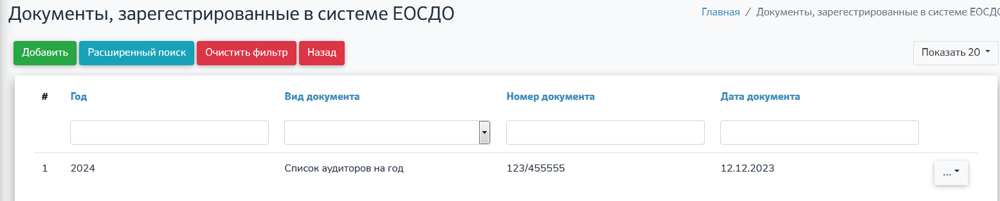 Документы, зарегестрированные в системе ЕОСДО
Главная / Документы, зарегестрированные в системе ЕОСДО
Добавить Расширенный поиск Очистить фильтр Назад Показать 20
# Год Вид документа Номер документа Дата документа
1 2024 Список аудиторов на год 123/455555 12.12.2023 ...